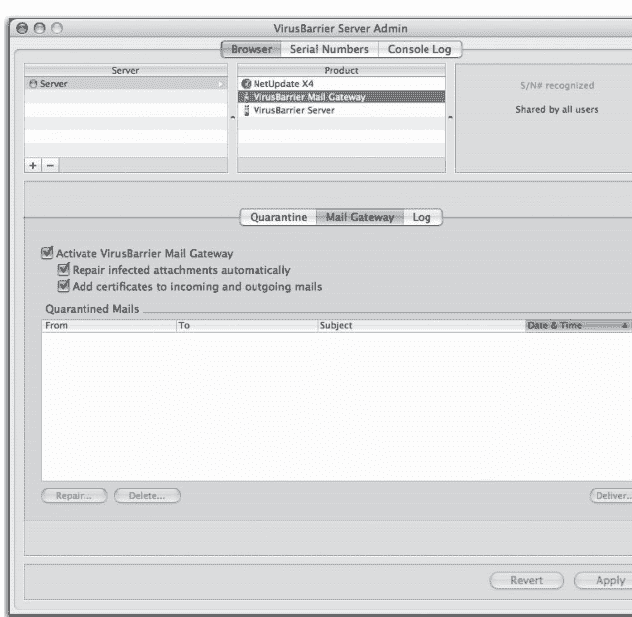 VirusBarrier Server Admin
Browser Serial Numbers Console Log
Server
Server
Product
NetUpdate X4
VirusBarrier Mail Gateway
VirusBarrier Server
S/N# recognized
Shared by all users
+ −
Quarantine Mail Gateway Log
Activate VirusBarrier Mail Gateway
Repair infected attachments automatically
Add certificates to incoming and outgoing mails
Quarantined Mails
From To Subject Date & Time
Repair... Delete... Deliver...
Revert Apply